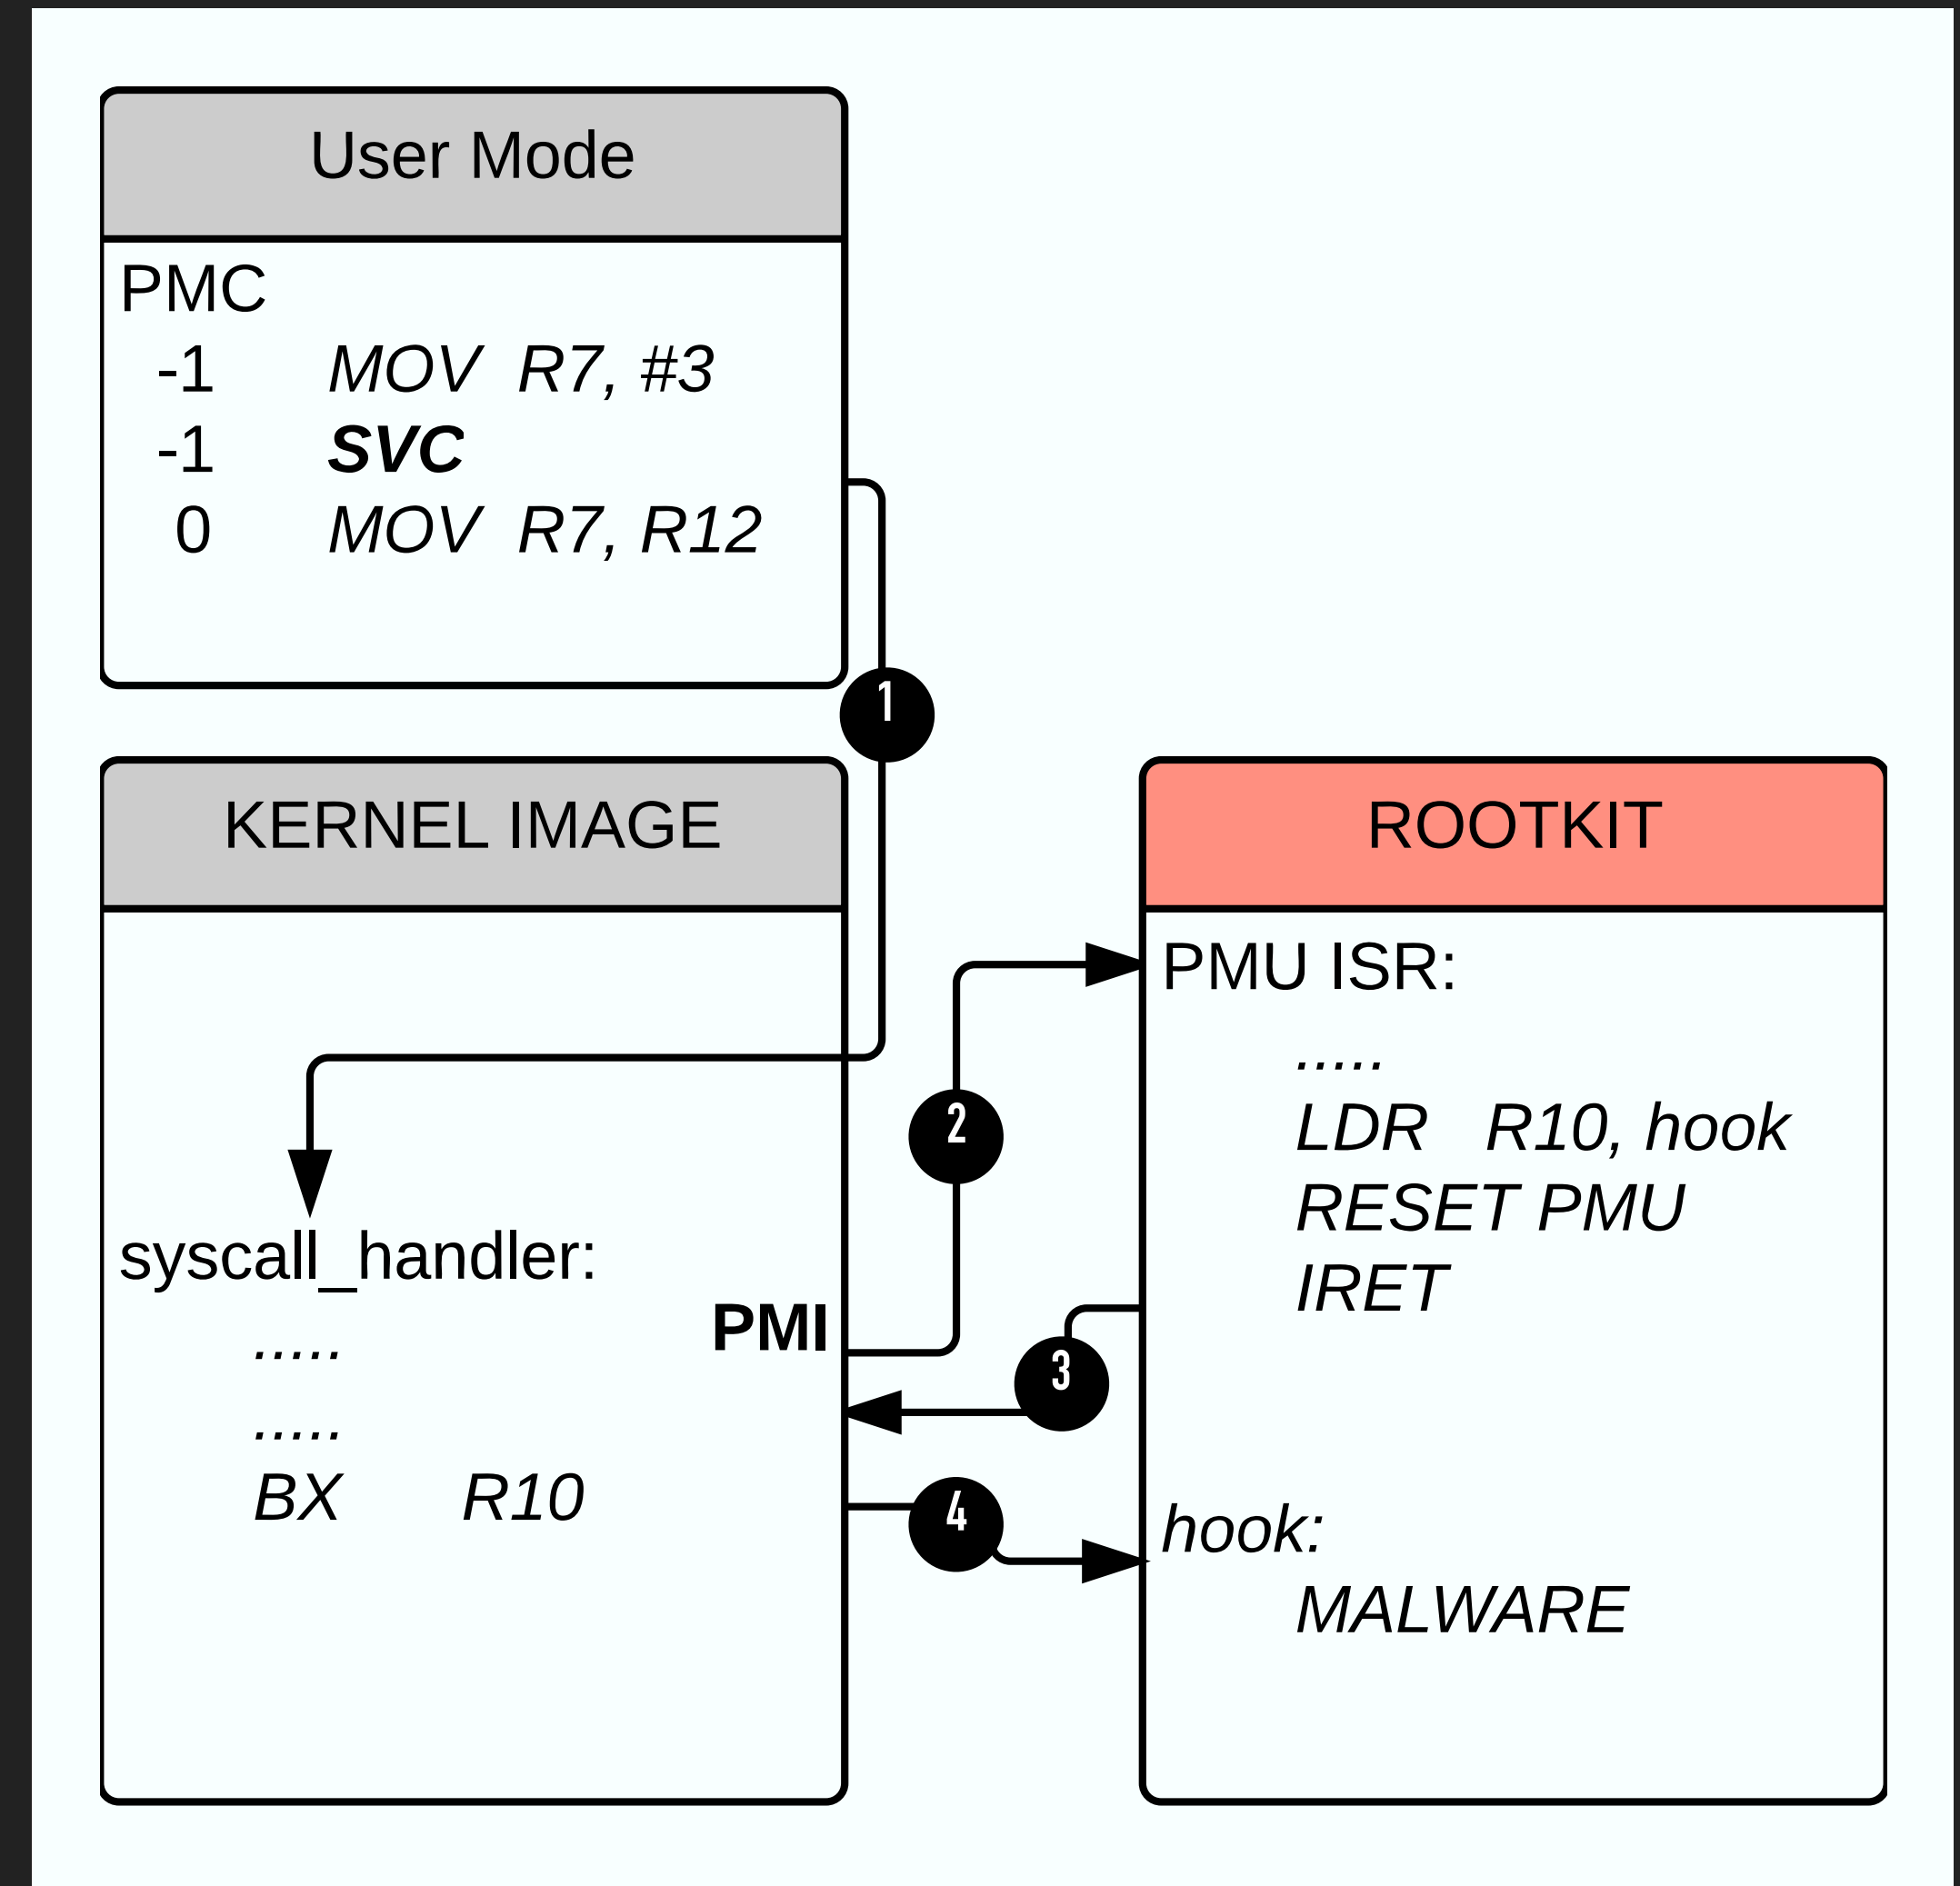 User Mode
PMC
-1 MOV R7, #3
-1 SVC
0 MOV R7, R12
1
KERNEL IMAGE
syscall_handler:
PMI
.....
.....
BX R10
2
3
4
ROOTKIT
PMU ISR:
.....
LDR R10, hook
RESET PMU
IRET
hook:
MALWARE